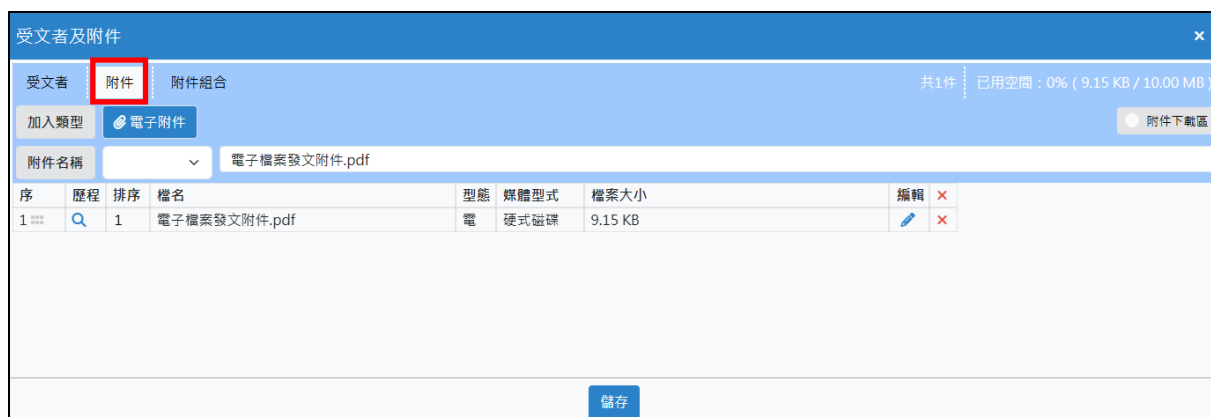 受文者及附件 ×
受文者 附件 附件組合 共1件 已用空間：0% ( 9.15 KB / 10.00 MB )
加入類型 電子附件 附件下載區
附件名稱 電子檔案發文附件.pdf
序 歷程 排序 檔名 型態 媒體型式 檔案大小 編輯 ×
1 1 電子檔案發文附件.pdf 電 硬式磁碟 9.15 KB ×
儲存